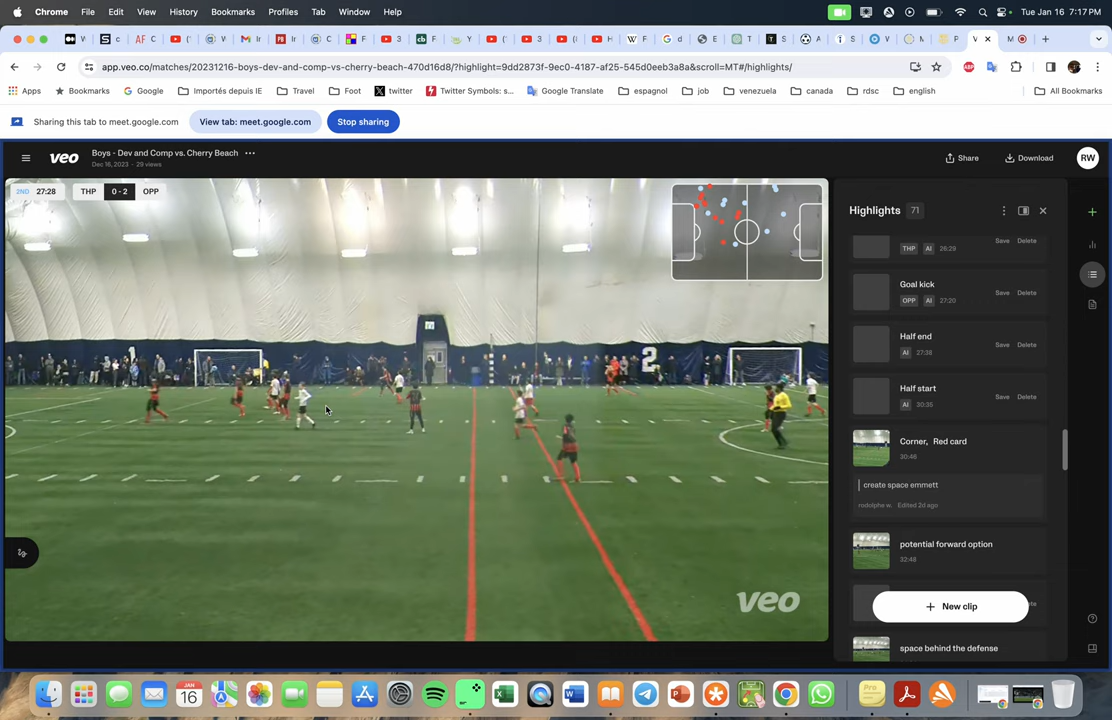 Chrome File Edit View History Bookmarks Profiles Tab Window Help Tue Jan 16 7:17 PM
app.veo.co/matches/20231216-boys-dev-and-comp-vs-cherry-beach-470d16d8/?highlight=9dd2873f-9ec0-4187-af25-545d0eeb3a8a&scroll=MT#/highlights/
Apps Bookmarks Google Importés depuis IE Travel Foot twitter Twitter Symbols: s... Google Translate espagnol job venezuela canada rdsc english All Bookmarks
Sharing this tab to meet.google.com View tab: meet.google.com Stop sharing
veo Boys - Dev and Comp vs. Cherry Beach ••• Share Download RW
Dec 16, 2023 • 29 views
2ND 27:28 THP 0 - 2 OPP
Highlights 71
THP AI 26:29 Save Delete
Goal kick
OPP AI 27:20 Save Delete
Half end
AI 27:38 Save Delete
Half start
AI 30:35 Save Delete
Corner, Red card
30:46
create space emmett
rodolphe w. Edited 2d ago
potential forward option
32:48
+ New clip
space behind the defense
2
veo